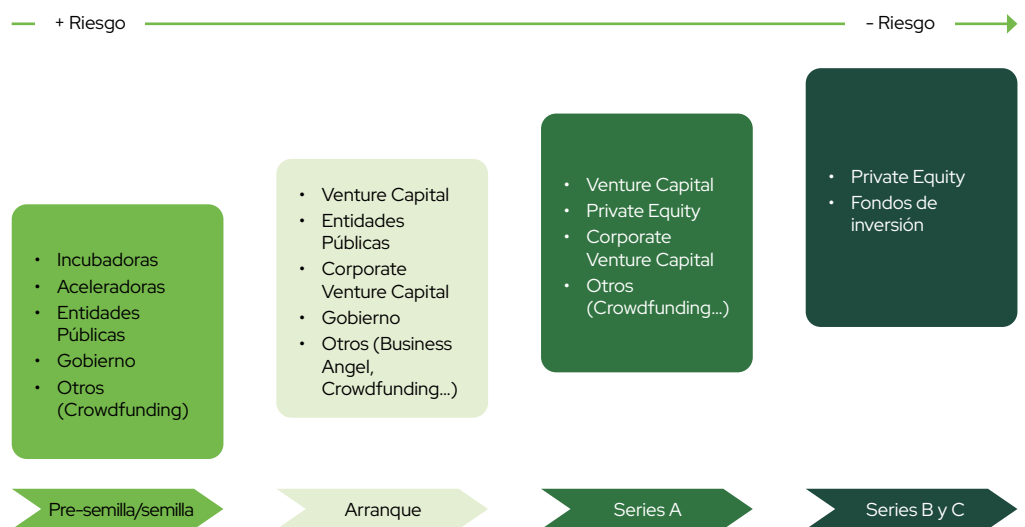 + Riesgo
- Riesgo
• Incubadoras
• Aceleradoras
• Entidades
Públicas
• Gobierno
• Otros
(Crowdfunding)
• Venture Capital
• Entidades
Públicas
• Corporate
Venture Capital
• Gobierno
• Otros (Business
Angel,
Crowdfunding...)
• Venture Capital
• Private Equity
• Corporate
Venture Capital
• Otros
(Crowdfunding...)
• Private Equity
• Fondos de
inversión
Pre-semilla/semilla
Arranque
Series A
Series B y C